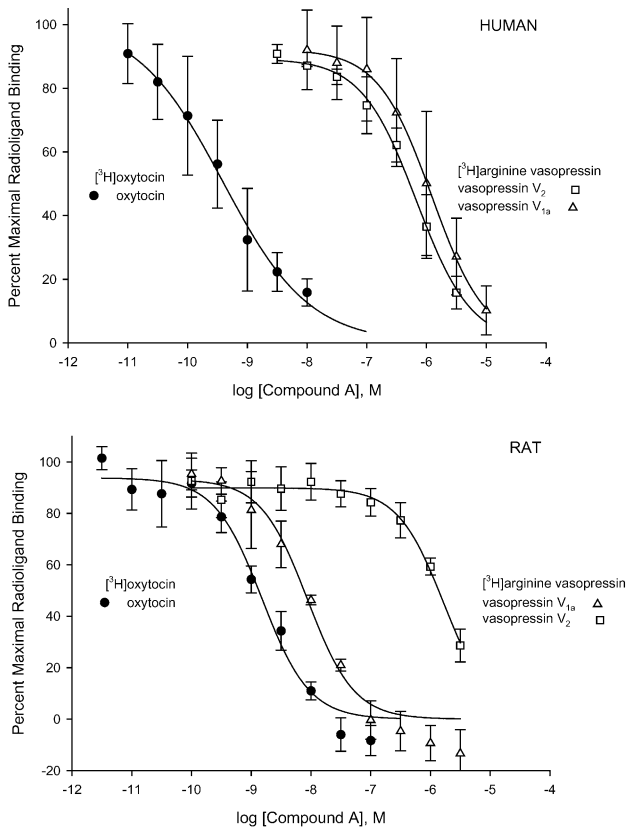 HUMAN
Percent Maximal Radioligand Binding
100
80
60
40
20
0
[³H]oxytocin
● oxytocin
[³H]arginine vasopressin
vasopressin V₂ □
vasopressin V₁ₐ △
-12 -11 -10 -9 -8 -7 -6 -5 -4
log [Compound A], M
RAT
Percent Maximal Radioligand Binding
100
80
60
40
20
0
-20
[³H]oxytocin
● oxytocin
[³H]arginine vasopressin
vasopressin V₁ₐ △
vasopressin V₂ □
-12 -11 -10 -9 -8 -7 -6 -5 -4
log [Compound A], M